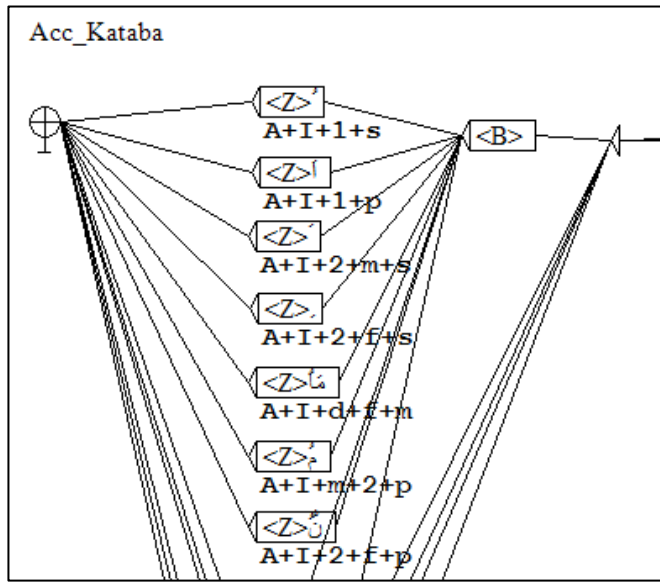 Acc_Kataba
<Z>ُ
A+I+1+s
<B>
<Z>َا
A+I+1+p
<Z>َ
A+I+2+m+s
<Z>ِ
A+I+2+f+s
<Z>
A+I+d+f+m
<Z>
A+I+m+2+p
<Z>
A+I+2+f+p